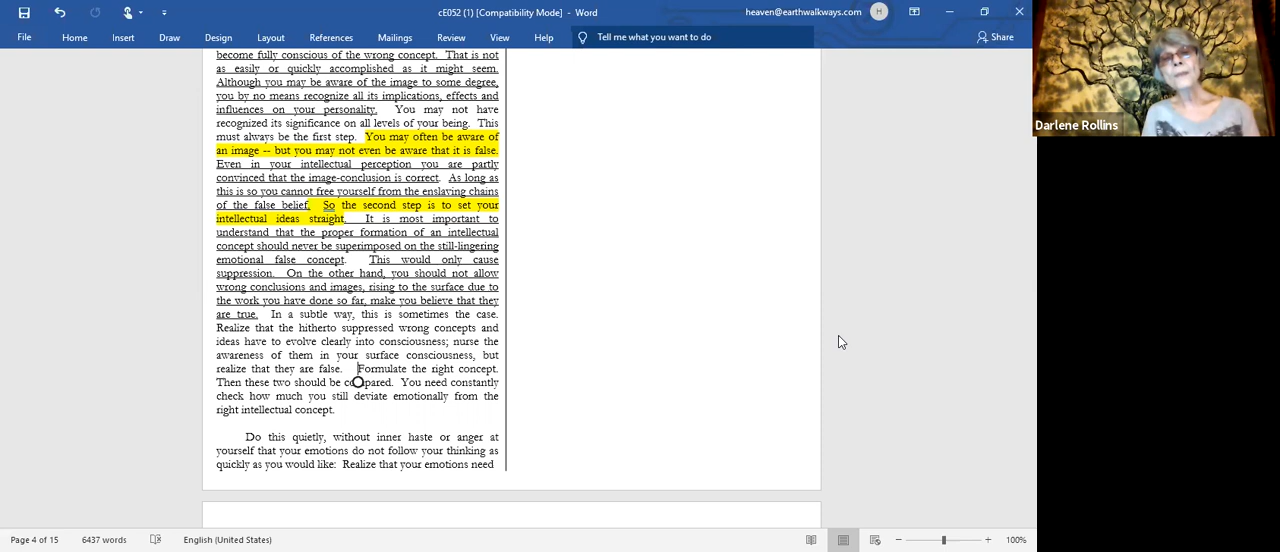 cE052 (1) [Compatibility Mode] - Word
heaven@earthwalkways.com
H
File
Home
Insert
Draw
Design
Layout
References
Mailings
Review
View
Help
Tell me what you want to do
Share
become fully conscious of the wrong concept. That is not
as easily or quickly accomplished as it might seem.
Although you may be aware of the image to some degree,
you by no means recognize all its implications, effects and
influences on your personality. You may not have
recognized its significance on all levels of your being. This
must always be the first step. You may often be aware of
an image -- but you may not even be aware that it is false.
Even in your intellectual perception you are partly
convinced that the image-conclusion is correct. As long as
this is so you cannot free yourself from the enslaving chains
of the false belief. So the second step is to set your
intellectual ideas straight. It is most important to
understand that the proper formation of an intellectual
concept should never be superimposed on the still-lingering
emotional false concept. This would only cause
suppression. On the other hand, you should not allow
wrong conclusions and images, rising to the surface due to
the work you have done so far, make you believe that they
are true. In a subtle way, this is sometimes the case.
Realize that the hitherto suppressed wrong concepts and
ideas have to evolve clearly into consciousness; nurse the
awareness of them in your surface consciousness, but
realize that they are false. Formulate the right concept.
Then these two should be compared. You need constantly
check how much you still deviate emotionally from the
right intellectual concept.
Do this quietly, without inner haste or anger at
yourself that your emotions do not follow your thinking as
quickly as you would like: Realize that your emotions need
Darlene Rollins
Page 4 of 15
6437 words
English (United States)
100%